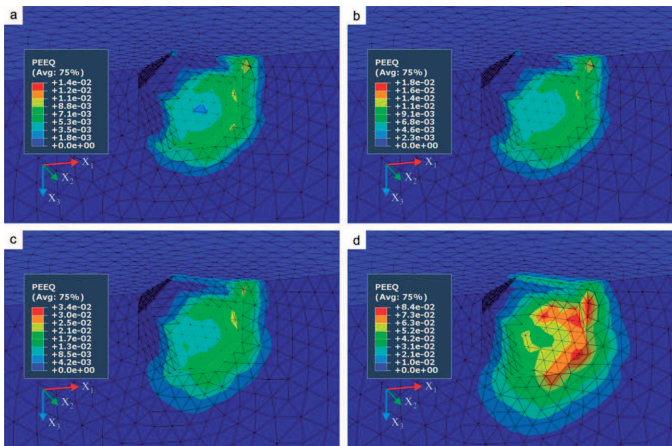 a
PEEQ
(Avg: 75%)
+1.4e-02
+1.2e-02
+1.1e-02
+8.8e-03
+7.1e-03
+5.3e-03
+3.5e-03
+1.8e-03
+0.0e+00
X1
X2
X3
b
PEEQ
(Avg: 75%)
+1.8e-02
+1.6e-02
+1.4e-02
+1.1e-02
+9.1e-03
+6.8e-03
+4.6e-03
+2.3e-03
+0.0e+00
X1
X2
X3
c
PEEQ
(Avg: 75%)
+3.4e-02
+3.0e-02
+2.5e-02
+2.1e-02
+1.7e-02
+1.3e-02
+8.5e-03
+4.2e-03
+0.0e+00
X1
X2
X3
d
PEEQ
(Avg: 75%)
+8.4e-02
+7.3e-02
+6.3e-02
+5.2e-02
+4.2e-02
+3.1e-02
+2.1e-02
+1.0e-02
+0.0e+00
X1
X2
X3